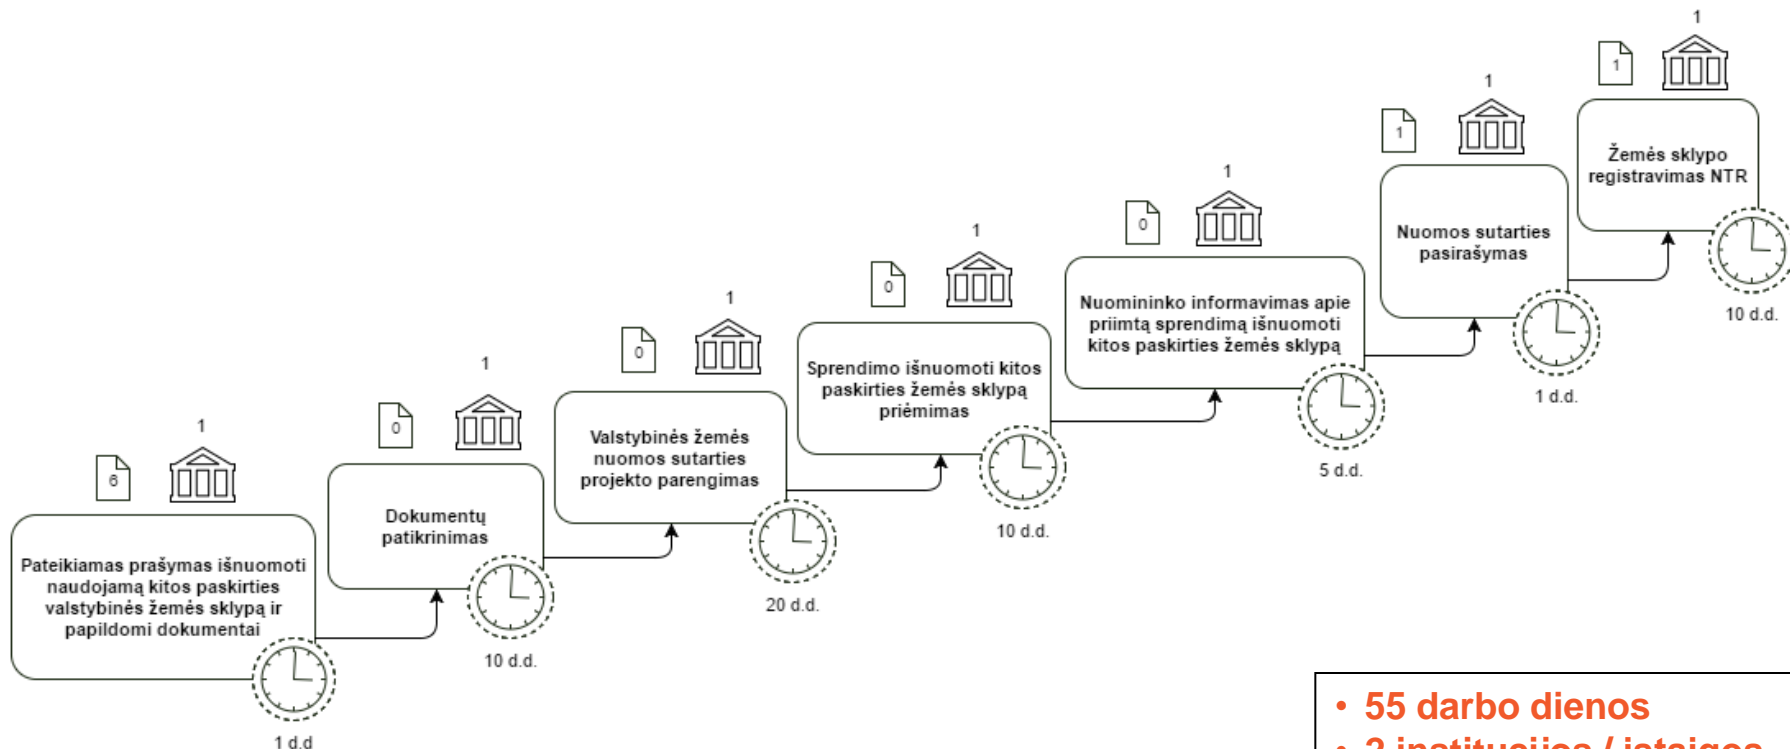 1
6
Pateikiamas prašymas išnuomoti
naudojamą kitos paskirties
valstybinės žemės sklypą ir
papildomi dokumentai
1 d.d
1
0
Dokumentų
patikrinimas
10 d.d.
1
0
Valstybinės žemės
nuomos sutarties
projekto parengimas
20 d.d.
1
0
Sprendimo išnuomoti kitos
paskirties žemės sklypą
priėmimas
10 d.d.
1
0
Nuomininko informavimas apie
priimtą sprendimą išnuomoti
kitos paskirties žemės sklypą
5 d.d.
1
1
Nuomos sutarties
pasirašymas
1 d.d.
1
1
Žemės sklypo
registravimas NTR
10 d.d.
• 55 darbo dienos
• 2 institucijos / įstaigos